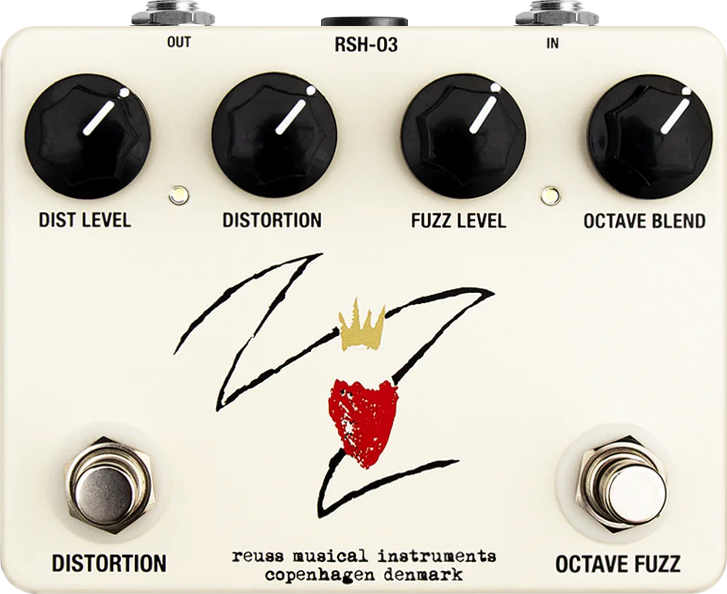 OUT RSH-03 IN
DIST LEVEL DISTORTION FUZZ LEVEL OCTAVE BLEND
DISTORTION OCTAVE FUZZ
reuss musical instruments
copenhagen denmark